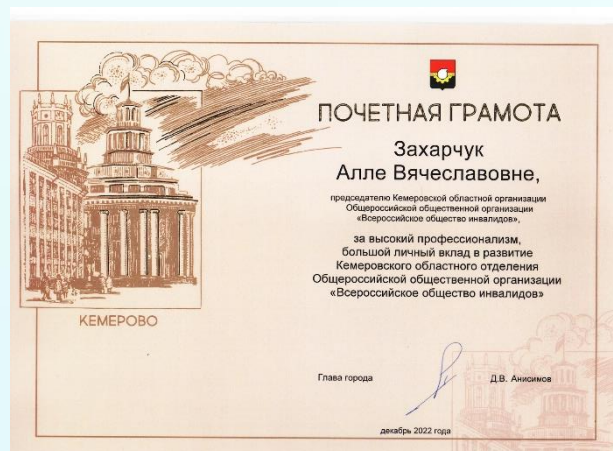 ПОЧЕТНАЯ ГРАМОТА
Захарчук
Алле Вячеславовне,
председателю Кемеровской областной организации
Общероссийской общественной организации
«Всероссийское общество инвалидов»,
за высокий профессионализм,
большой личный вклад в развитие
Кемеровского областного отделения
Общероссийской общественной организации
«Всероссийское общество инвалидов»
КЕМЕРОВО
Глава города
Д.В. Анисимов
декабрь 2022 года